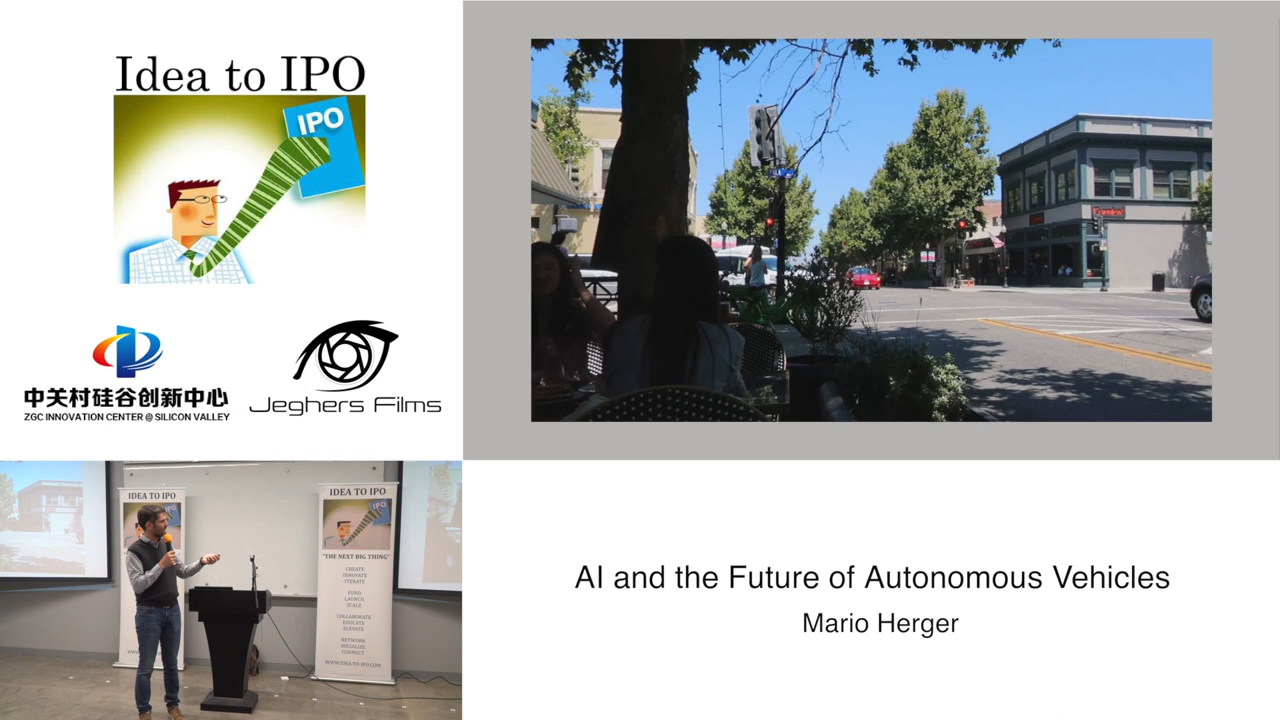 Idea to IPO
IPO
中关村硅谷创新中心
ZGC INNOVATION CENTER @ SILICON VALLEY
Jeghers Films
IDEA TO IPO
IPO
IDEA TO IPO
IPO
"THE NEXT BIG THING"
CREATE
INNOVATE
ITERATE
FUND
LAUNCH
SCALE
COLLABORATE
EDUCATE
ELEVATE
NETWORK
SOCIALIZE
CONNECT
WWW.IDEA-TO-IPO.COM
AI and the Future of Autonomous Vehicles
Mario Herger